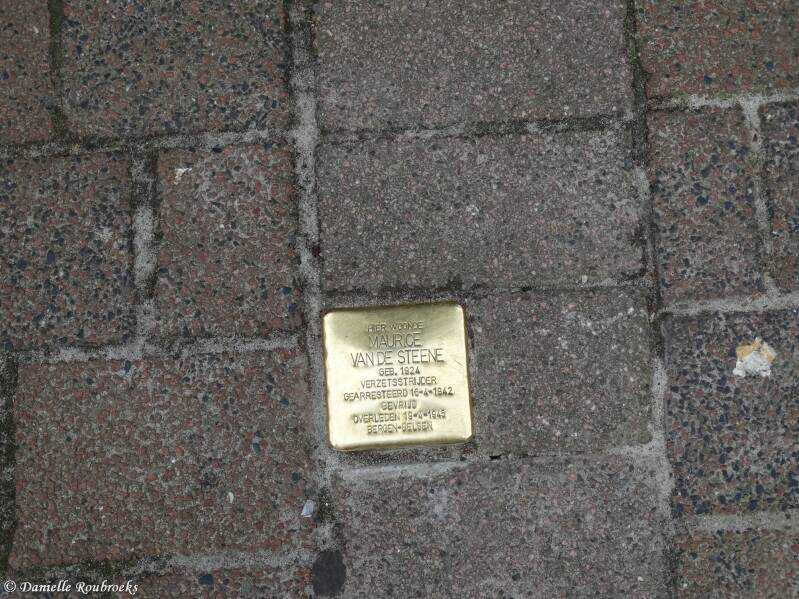 HIER WOONDE
MAURICE
VAN DE STEENE
GEB. 1924
VERZETSSTRIJDER
GEARRESTEERD 16-4-1942
BEVRIJD
OVERLEDEN 19-4-1945
BERGEN-BELSEN
© Danielle Roubroeks